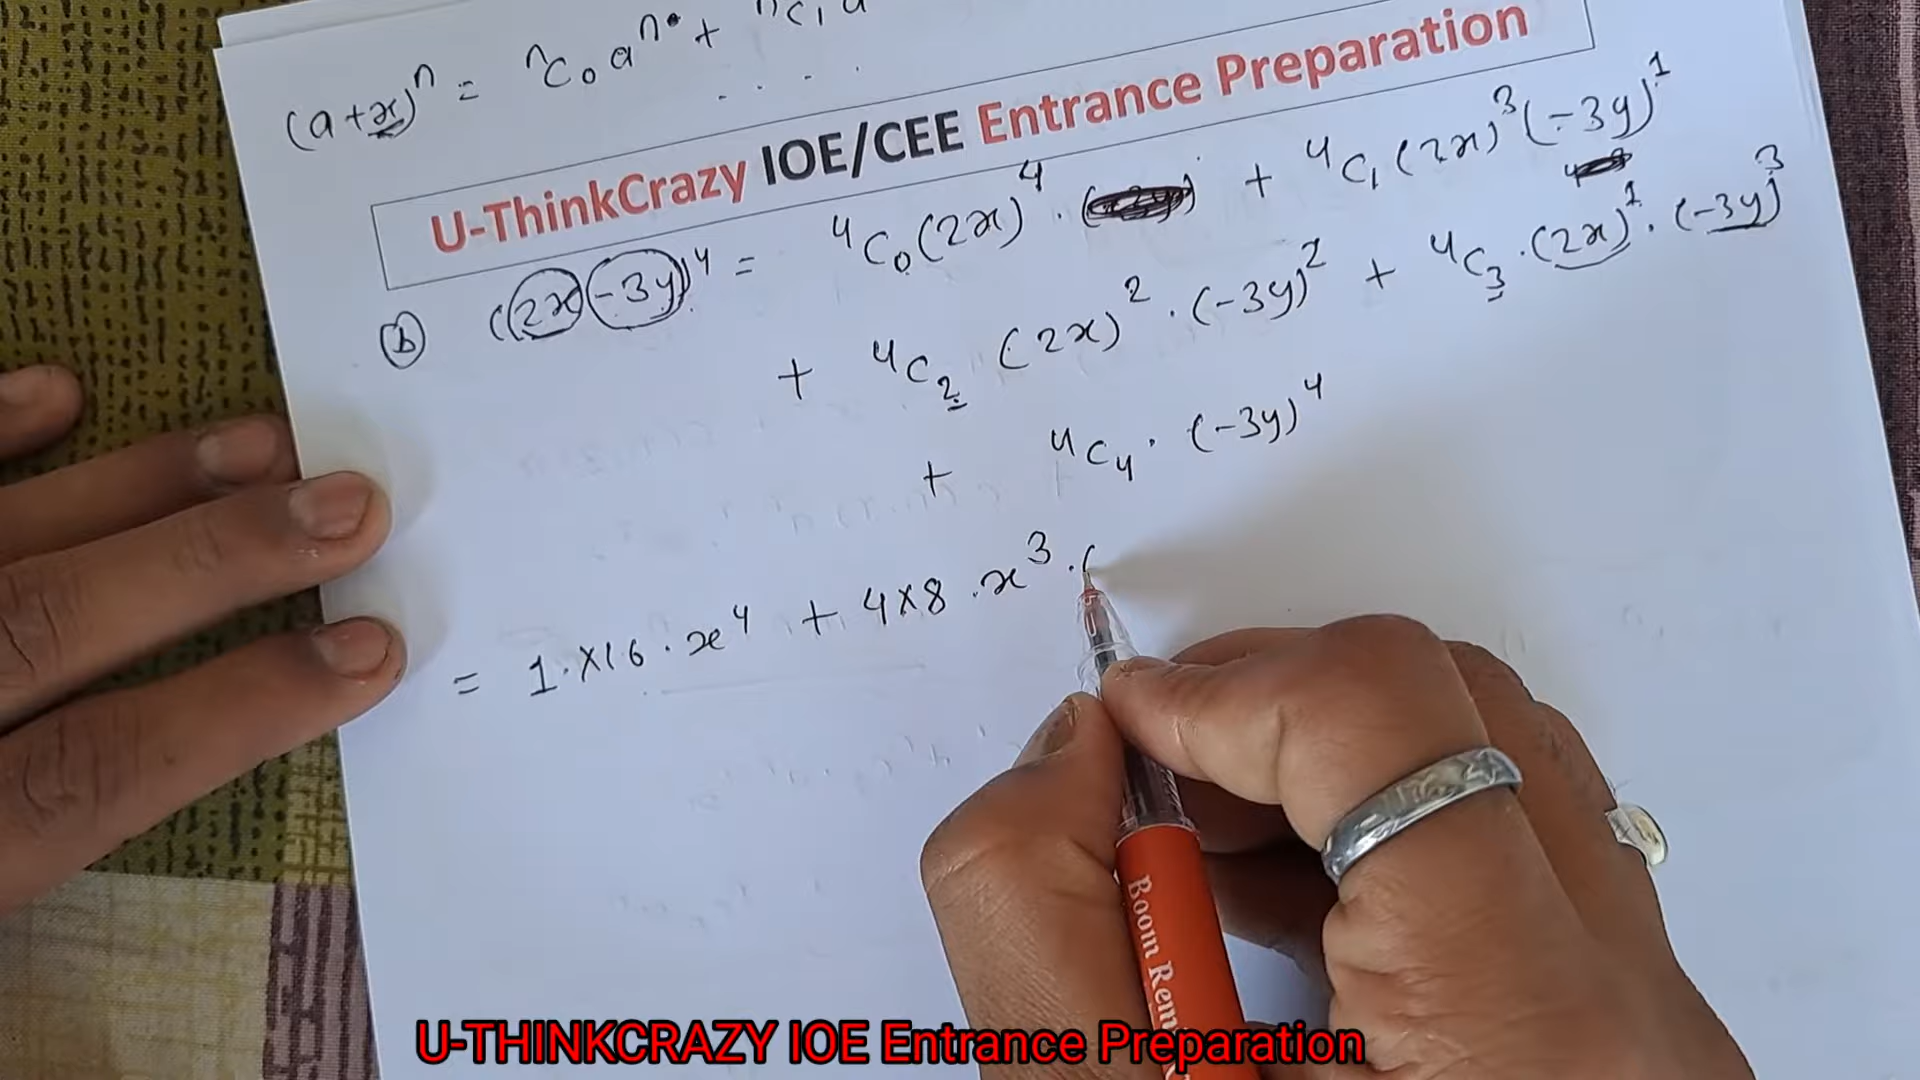 (a+x)ⁿ = ⁿC₀ aⁿ + ⁿC₁ a
. . .
U-ThinkCrazy IOE/CEE Entrance Preparation
(b) (2x-3y)⁴ = ⁴C₀(2x)⁴ · + ⁴C₁(2x)³(-3y)¹
+ ⁴C₂ (2x)² · (-3y)² + ⁴C₃ · (2x)¹ · (-3y)³
+ ⁴C₄ · (-3y)⁴
= 1·×16·x⁴ + 4×8·x³·(
Boom Rem
U-THINKCRAZY IOE Entrance Preparation